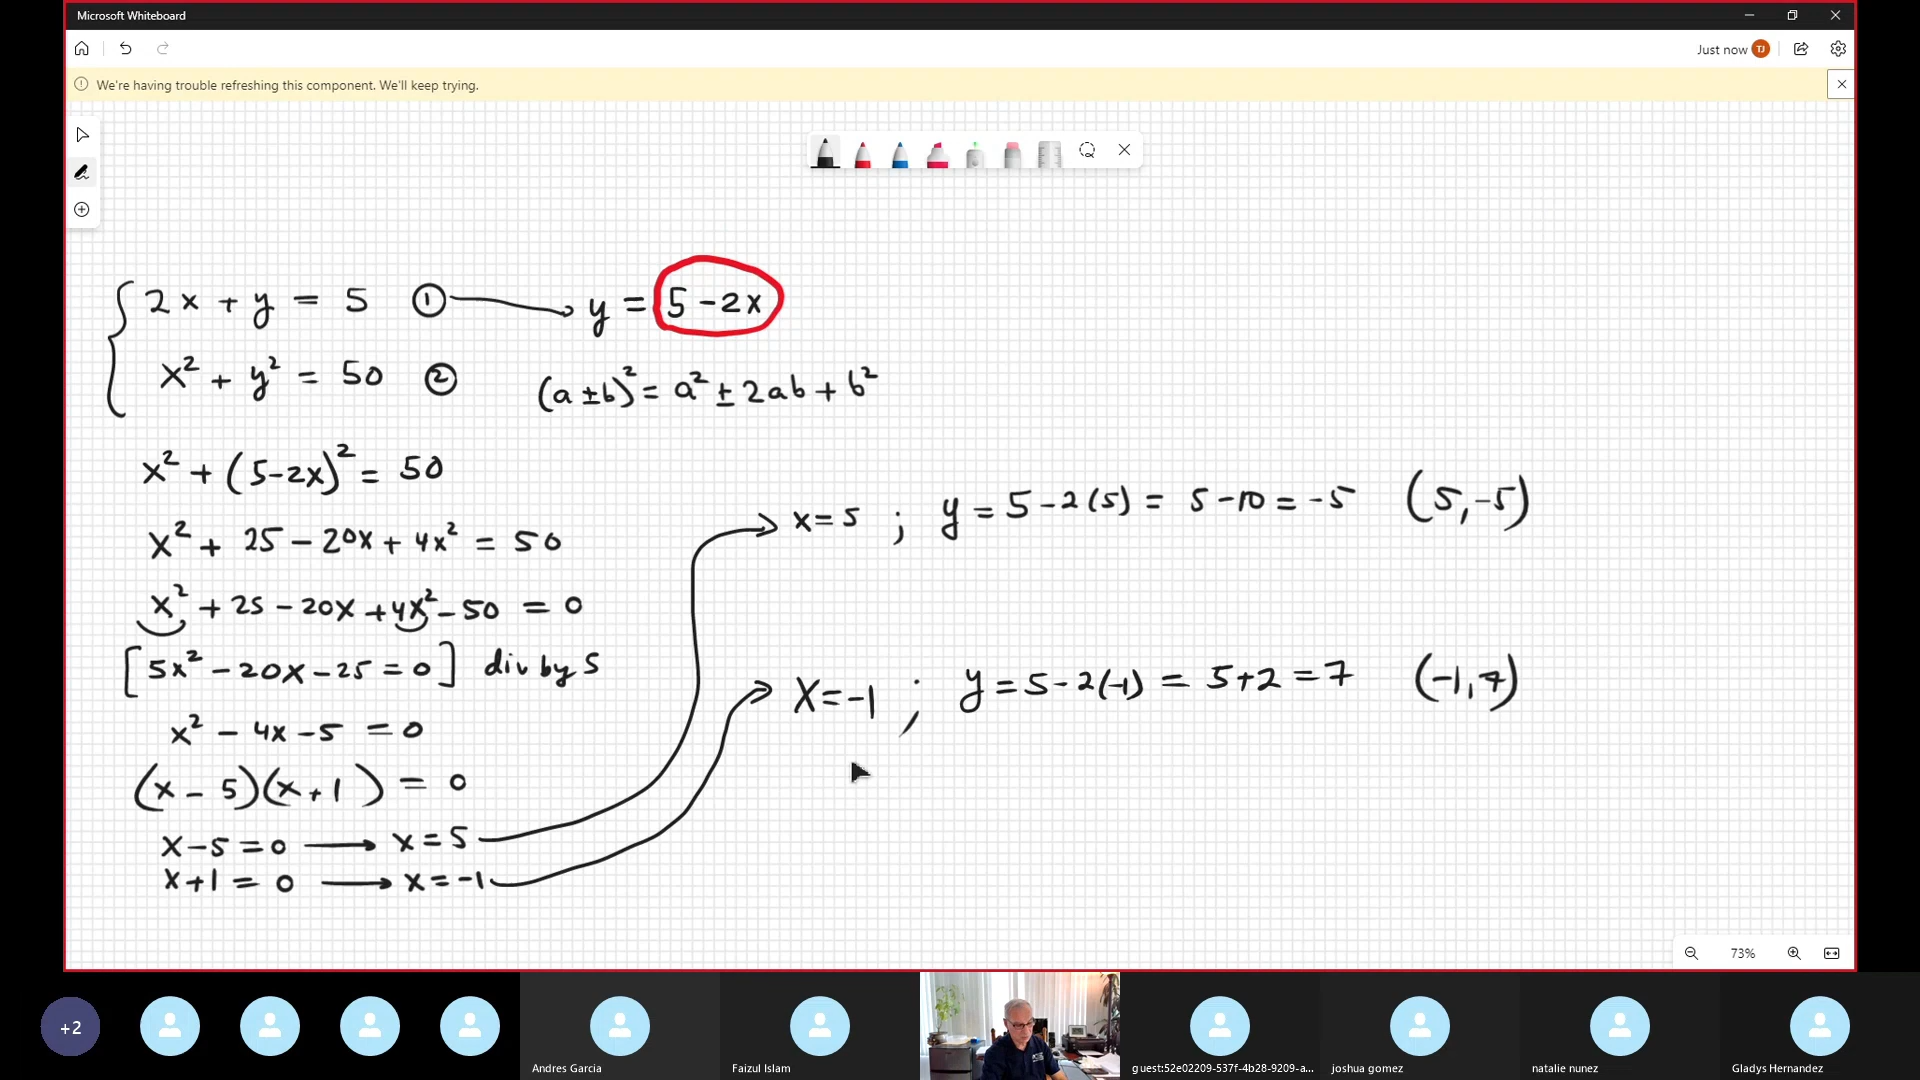 Microsoft Whiteboard
Just now TJ
We're having trouble refreshing this component. We'll keep trying.
2x + y = 5 ① y = 5 - 2x
x² + y² = 50 ② (a ± b)² = a² ± 2ab + b²
x² + (5-2x)² = 50
x² + 25 - 20x + 4x² = 50
x² + 25 - 20x + 4x² - 50 = 0
[5x² - 20x - 25 = 0] div by 5
x² - 4x - 5 = 0
(x - 5)(x + 1) = 0
x - 5 = 0 → x = 5
x + 1 = 0 → x = -1
x = 5 ; y = 5 - 2(5) = 5 - 10 = -5 (5, -5)
x = -1 ; y = 5 - 2(-1) = 5 + 2 = 7 (-1, 7)
73%
+2
Andres Garcia
Faizul Islam
guest:52e02209-537f-4b28-9209-a...
joshua gomez
natalie nunez
Gladys Hernandez